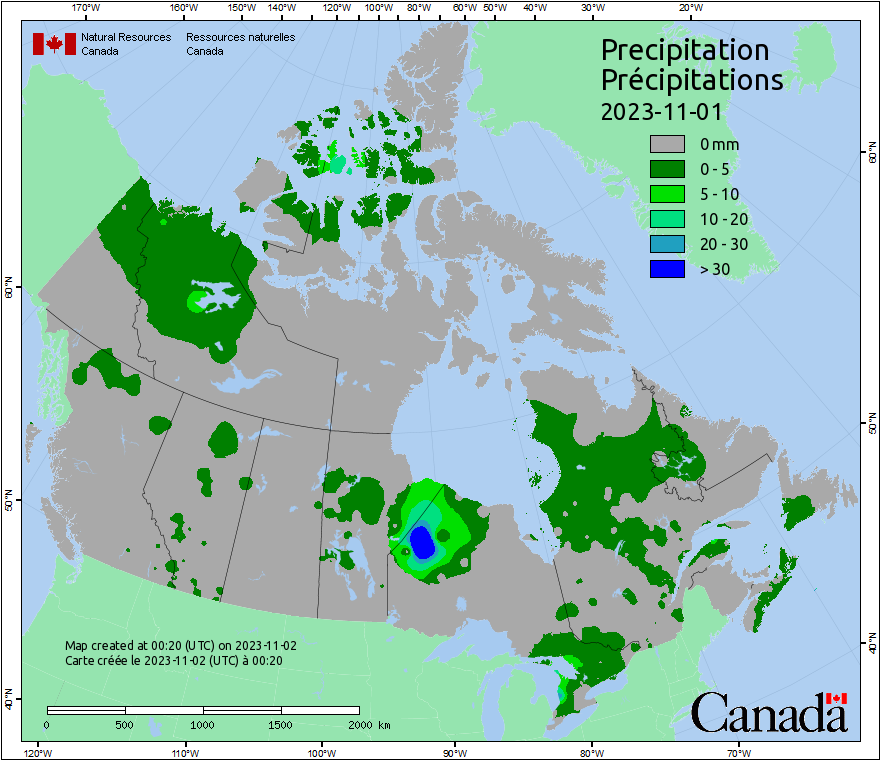 170°W 160°W 150°W 140°W 120°W 100°W 80°W 60°W 50°W 40°W 30°W 20°W
Natural Resources Ressources naturelles
Canada Canada
Precipitation
Précipitations
2023-11-01
0 mm
0 - 5
5 - 10
10 - 20
20 - 30
> 30
60°N
60°N
50°N
50°N
40°N
40°N
Map created at 00:20 (UTC) on 2023-11-02
Carte créée le 2023-11-02 (UTC) à 00:20
0 500 1000 1500 2000 km
Canada
120°W 110°W 100°W 90°W 80°W 70°W